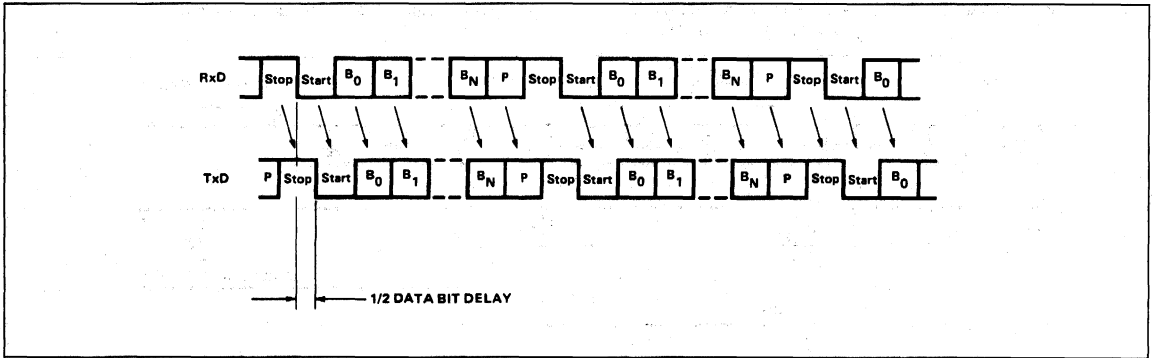 RxD Stop Start B0 B1 BN P Stop Start B0 B1 BN P Stop Start B0
TxD P Stop Start B0 B1 BN P Stop Start B0 B1 BN P Stop Start B0
1/2 DATA BIT DELAY